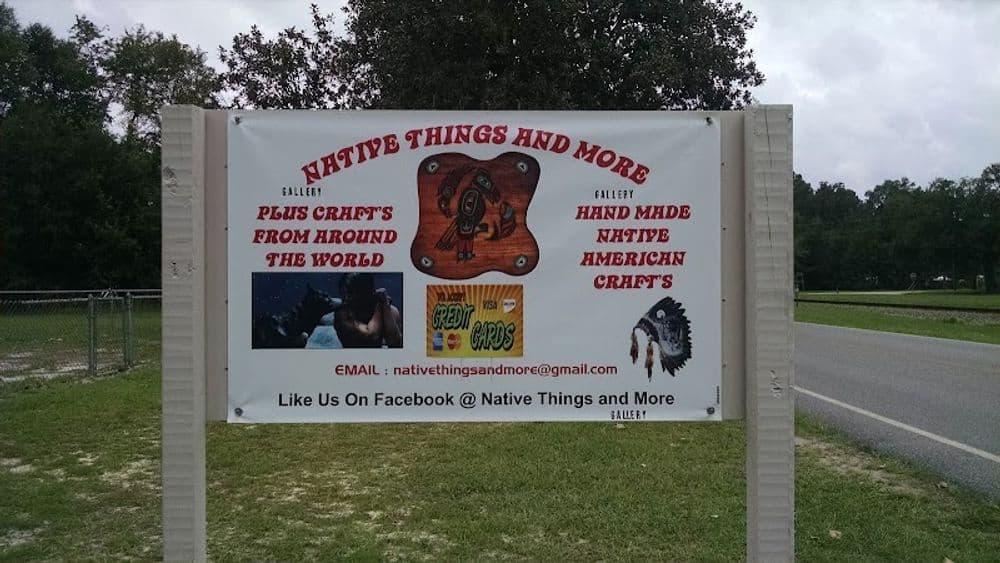 NATIVE THINGS AND MORE
GALLERY
PLUS CRAFT'S
FROM AROUND
THE WORLD
GALLERY
HAND MADE
NATIVE
AMERICAN
CRAFT'S
VISA
CREDIT
CARDS
EMAIL : nativethingsandmore@gmail.com
Like Us On Facebook @ Native Things and More
GALLERY